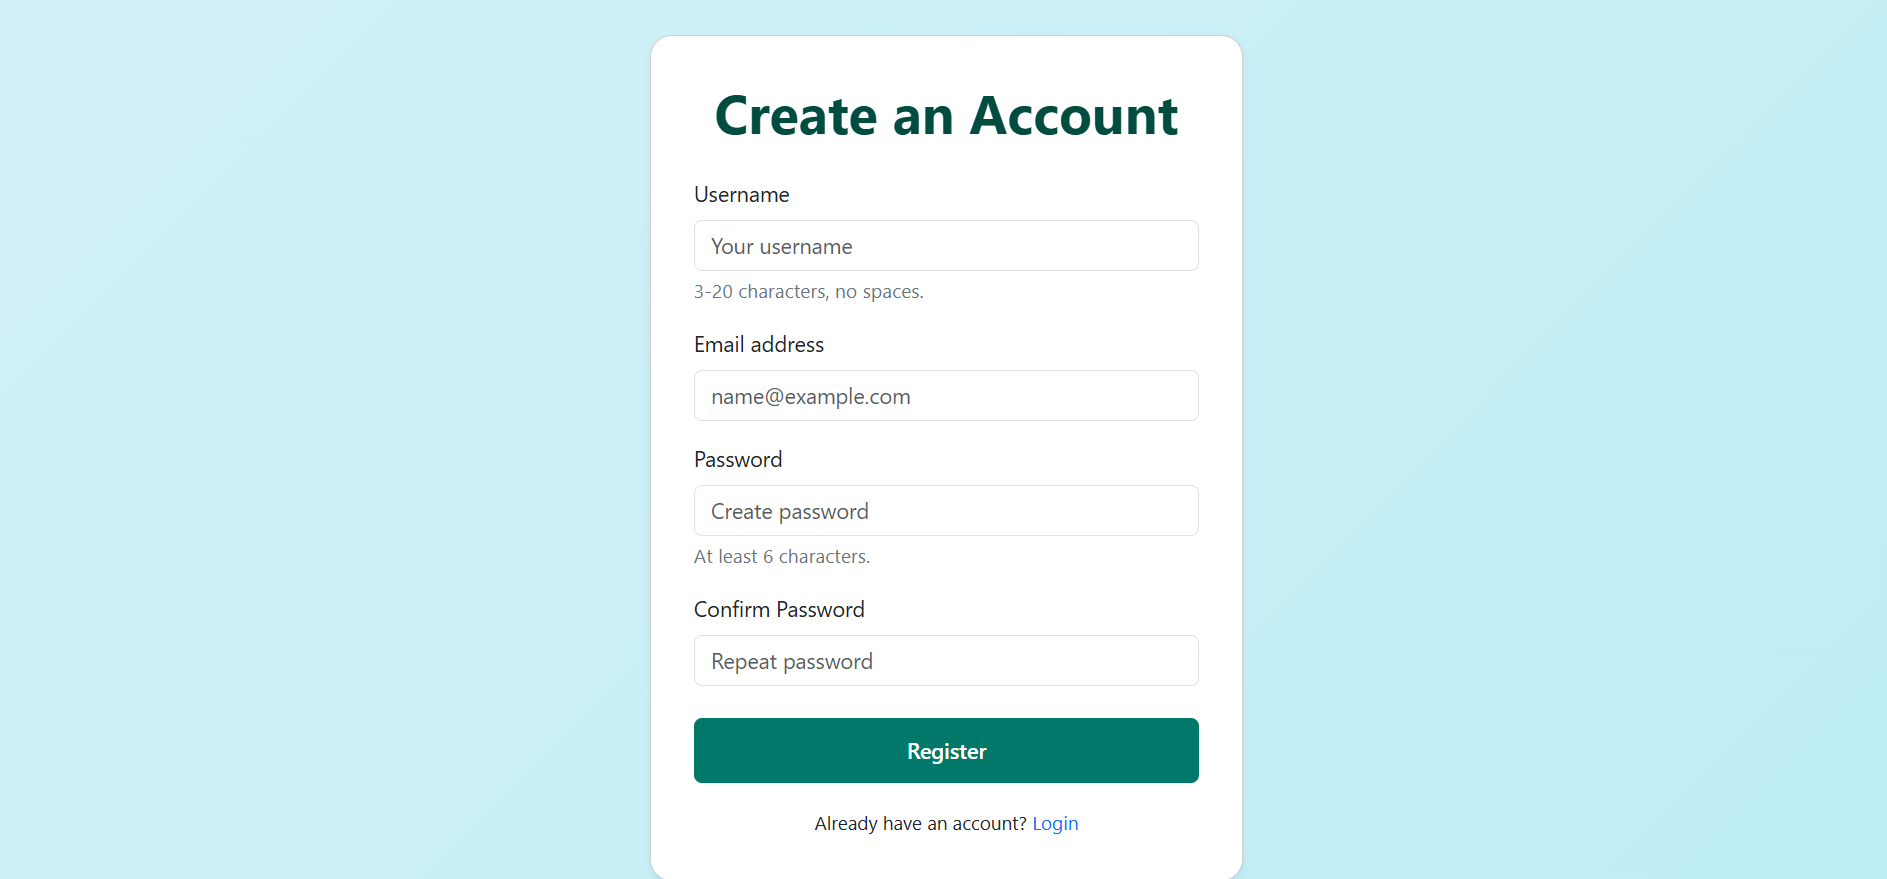 Create an Account
Username
Your username
3-20 characters, no spaces.
Email address
name@example.com
Password
Create password
At least 6 characters.
Confirm Password
Repeat password
Register
Already have an account? Login